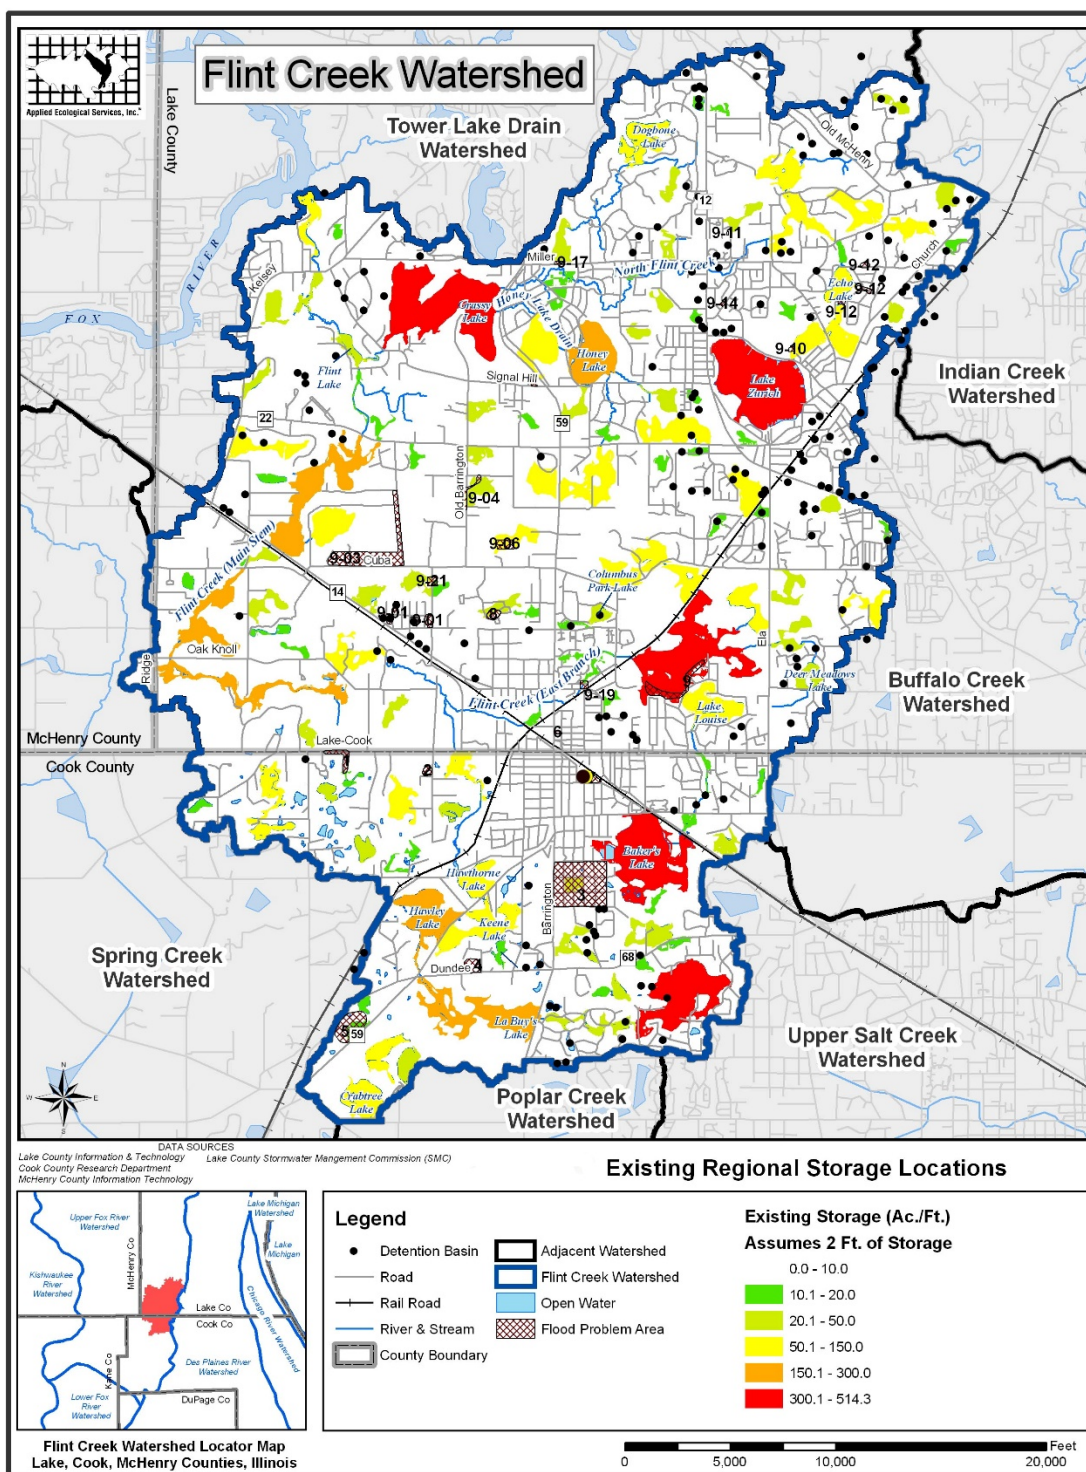 Applied Ecological Services, Inc.
Flint Creek Watershed
Lake County
Tower Lake Drain
Watershed
Dogbone
Lake
Old McHenry
12
9-11
Miller
9-17
North Flint Creek
9-12
Church
9-12
Echo
Lake
9-12
9-14
Kelsey
RIVER
FOX
Grassy
Lake
Honey Lake Drain
Honey
Lake
9-10
Lake
Zurich
Flint
Lake
Signal Hill
59
22
Indian Creek
Watershed
Old Barrington
9-04
9-06
9-03
Cuba
Flint Creek (Main Stem)
9-21
Columbus
Park Lake
14
9-01
9-01
8
Ela
Oak Knoll
Ridge
Flint Creek (East Branch)
9-19
Deer Meadows
Lake
Lake
Louise
Buffalo Creek
Watershed
6
McHenry County
Cook County
Lake-Cook
2
Baker's
Lake
Hawthorne
Lake
3
Barrington
Hawley
Lake
Keene
Lake
Spring Creek
Watershed
Dundee
4
68
La Buy's
Lake
5
59
Upper Salt Creek
Watershed
Crabtree
Lake
Poplar Creek
Watershed
N
W
E
S
DATA SOURCES
Lake County Information & Technology
Lake County Stormwater Mangement Commission (SMC)
Cook County Research Department
McHenry County Information Technology
Existing Regional Storage Locations
Upper Fox River
Watershed
McHenry Co
Lake Michigan
Watershed
Lake
Michigan
Kishwaukee
River
Watershed
Lake Co
Cook Co
Chicago River Watershed
Kane Co
Des Plaines River
Watershed
Lower Fox
River
Watershed
DuPage Co
Flint Creek Watershed Locator Map
Lake, Cook, McHenry Counties, Illinois
Legend
Detention Basin
Road
Rail Road
River & Stream
County Boundary
Adjacent Watershed
Flint Creek Watershed
Open Water
Flood Problem Area
Existing Storage (Ac./Ft.)
Assumes 2 Ft. of Storage
0.0 - 10.0
10.1 - 20.0
20.1 - 50.0
50.1 - 150.0
150.1 - 300.0
300.1 - 514.3
Feet
0 5,000 10,000 20,000